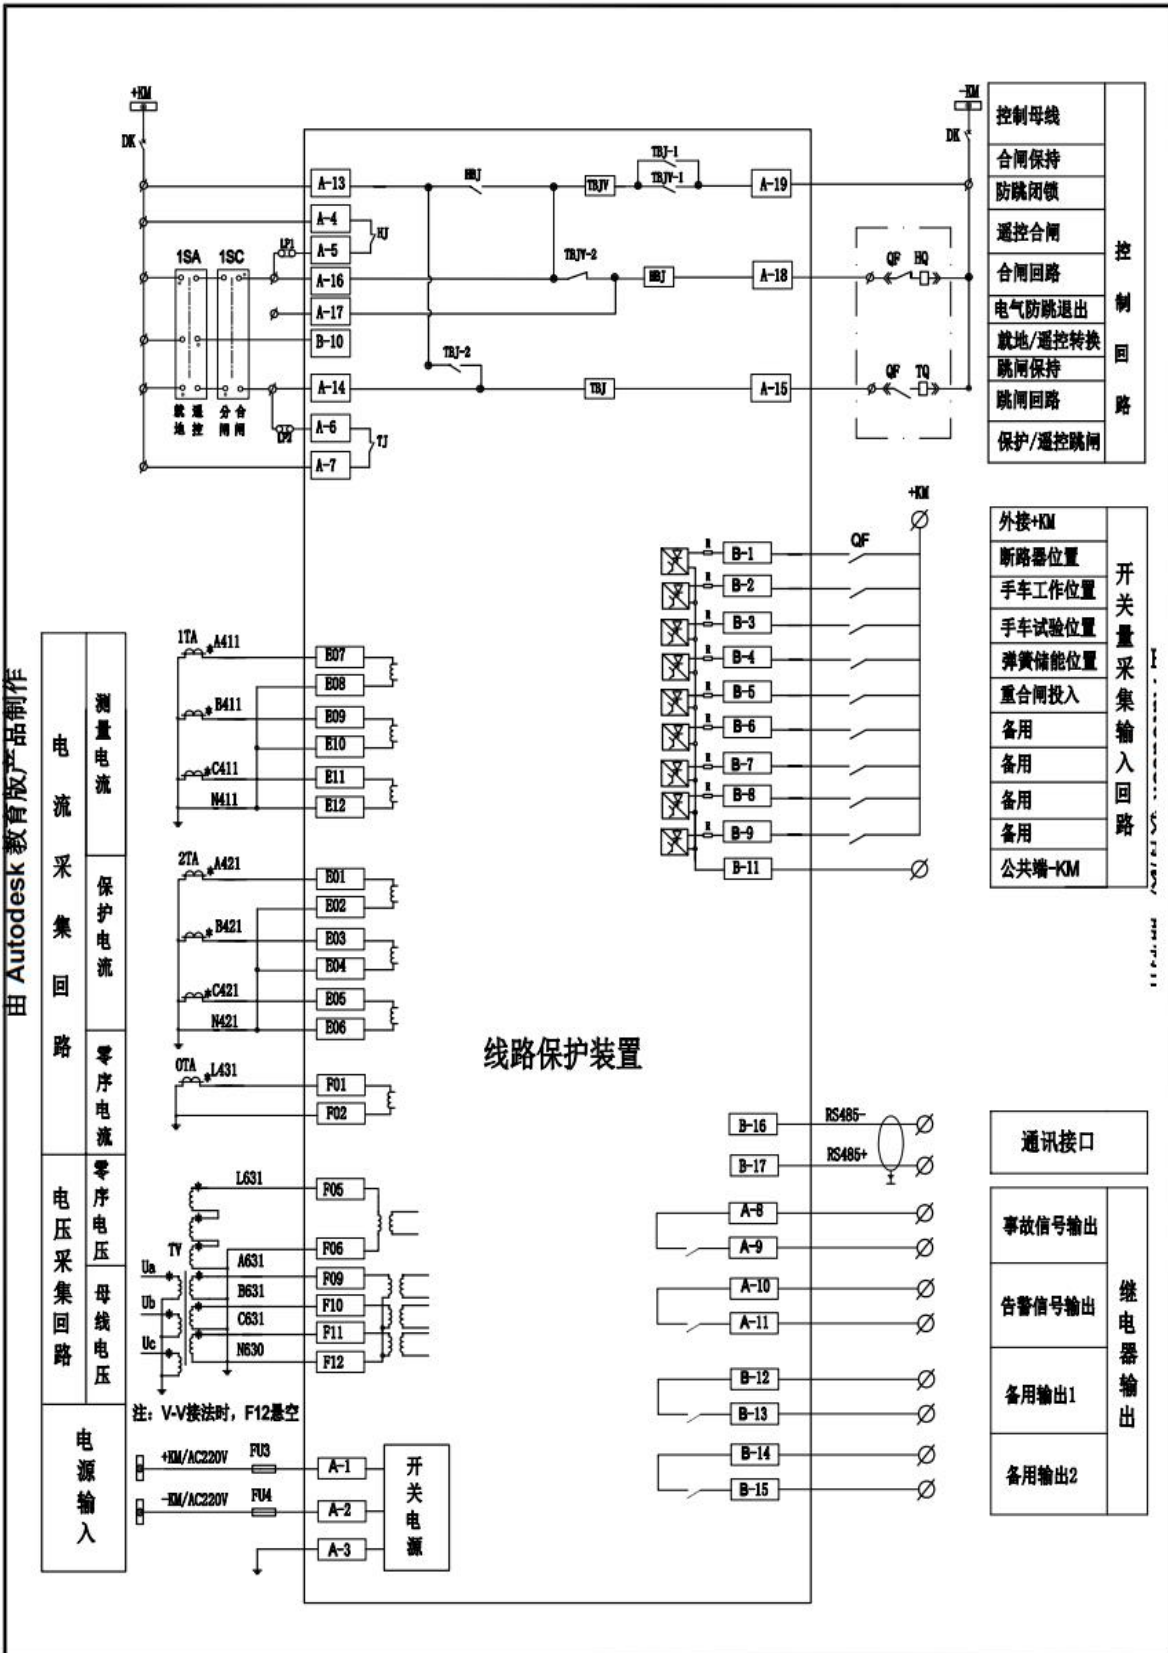 +KM
-KM
DK
DK
控制母线
合闸保持
防跳闭锁
遥控合闸
合闸回路
电气防跳退出
就地/遥控转换
跳闸保持
跳闸回路
保护/遥控跳闸
控制回路
A-13
HBJ
TBJV
TBJ-1
TBJV-1
A-19
A-4
HJ
LP1
A-5
1SA
1SC
A-16
TBJV-2
HBJ
A-18
QF
HQ
A-17
B-10
TBJ-2
A-14
TBJ
A-15
QF
TQ
就地
遥控
分闸
合闸
LP2
A-6
TJ
A-7
+KM
QF
B-1
B-2
B-3
B-4
B-5
B-6
B-7
B-8
B-9
B-11
R
R
R
R
R
R
R
R
R
外接+KM
断路器位置
手车工作位置
手车试验位置
弹簧储能位置
重合闸投入
备用
备用
备用
备用
公共端-KM
开关量采集输入回路
由 Autodesk 教育版产品制作
电流采集回路
测量电流
保护电流
零序电流
电压采集回路
零序电压
母线电压
电源输入
1TA
*A411
*B411
*C411
N411
E07
E08
E09
E10
E11
E12
2TA
*A421
*B421
*C421
N421
E01
E02
E03
E04
E05
E06
0TA
*L431
F01
F02
线路保护装置
L631
F05
TV
F06
Ua
A631
F09
Ub
B631
F10
C631
F11
Uc
N630
F12
注：V-V接法时，F12悬空
+KM/AC220V
FU3
A-1
-KM/AC220V
FU4
A-2
A-3
开关电源
B-16
RS485-
B-17
RS485+
通讯接口
A-8
A-9
事故信号输出
A-10
A-11
告警信号输出
B-12
B-13
备用输出1
B-14
B-15
备用输出2
继电器输出